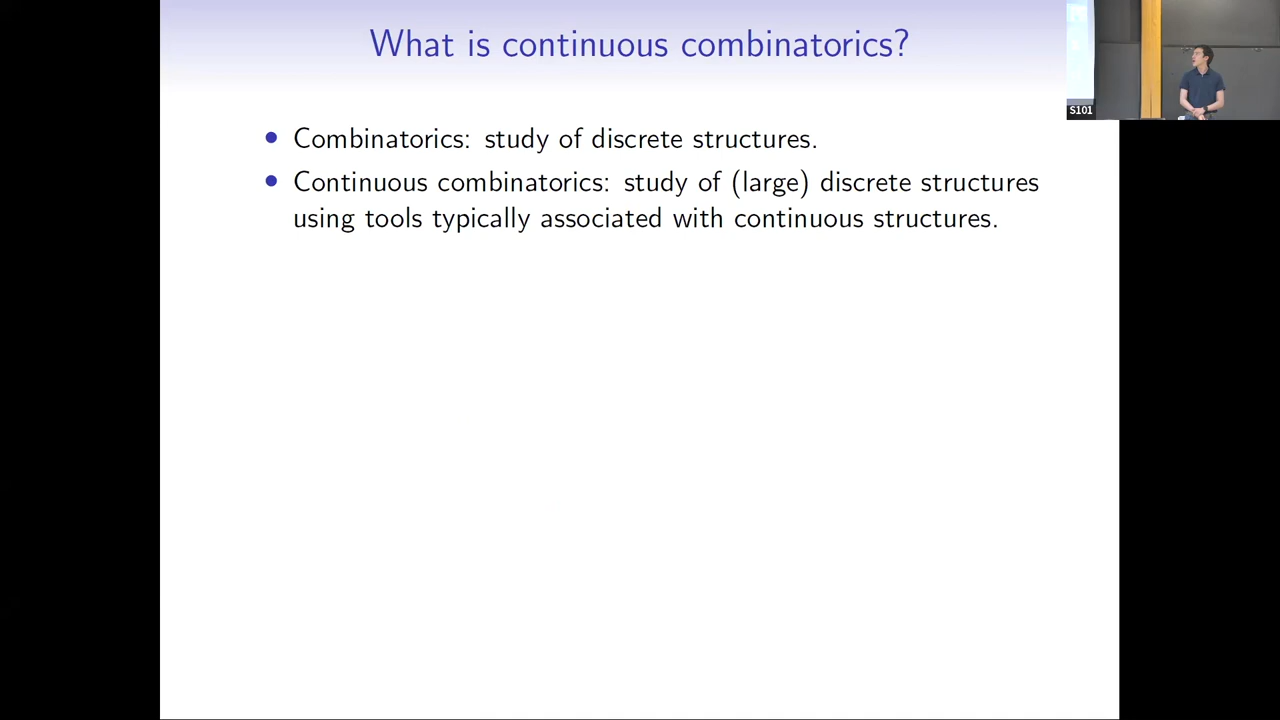 What is continuous combinatorics?
S101
• Combinatorics: study of discrete structures.
• Continuous combinatorics: study of (large) discrete structures
using tools typically associated with continuous structures.